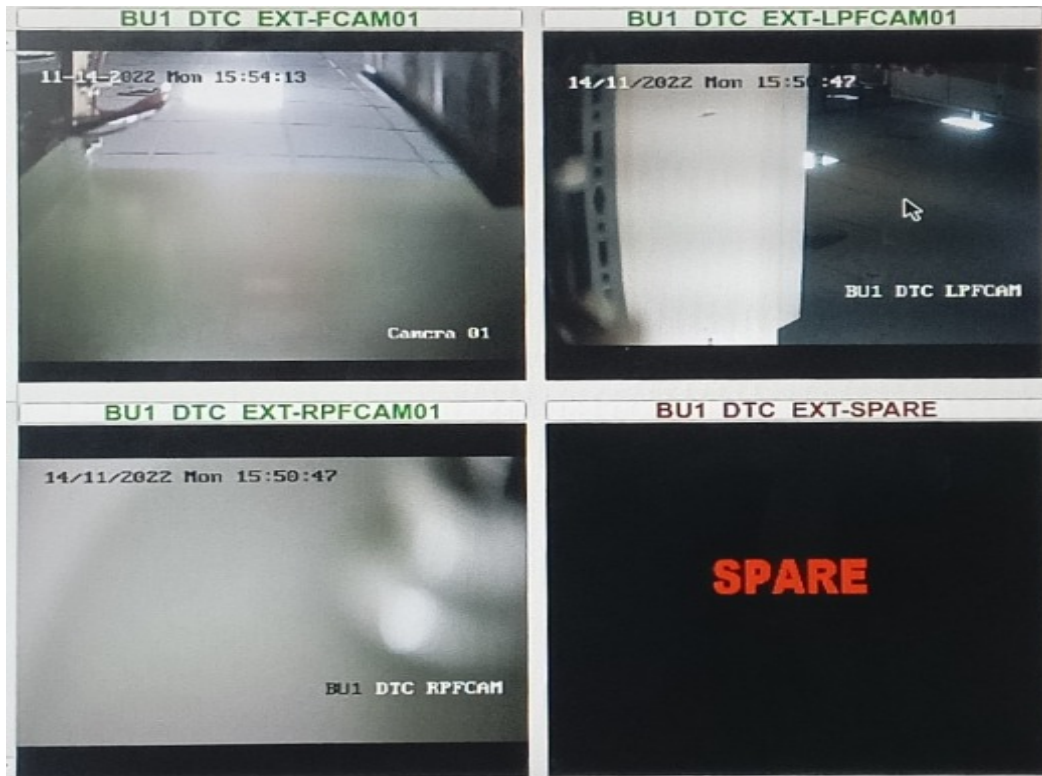 BU1 DTC EXT-FCAM01
11-14-2022 Mon 15:54:13
Camera 01
BU1 DTC EXT-LPFCAM01
14/11/2022 Mon 15:50:47
BU1 DTC LPFCAM
BU1 DTC EXT-RPFCAM01
14/11/2022 Mon 15:50:47
BU1 DTC RPFCAM
BU1 DTC EXT-SPARE
SPARE